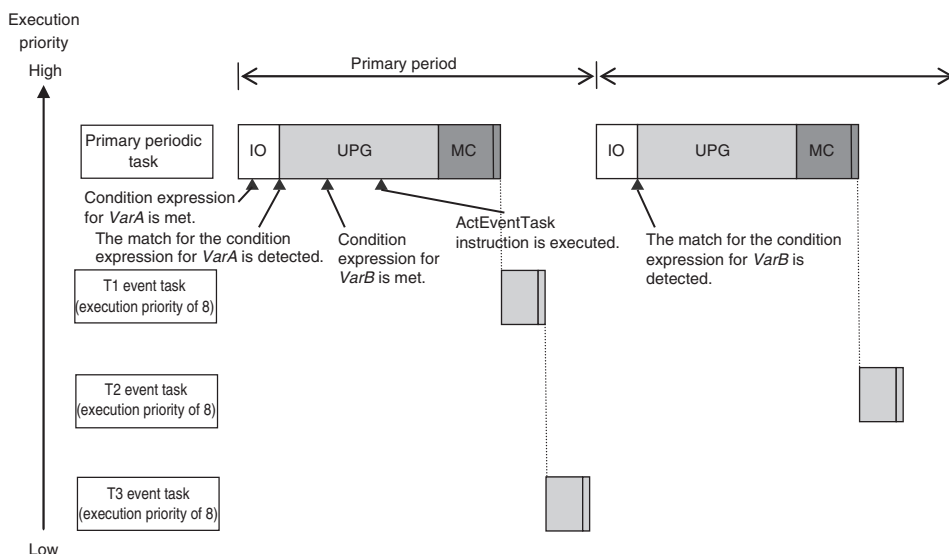 Execution
priority
High
Primary period
Primary periodic
task
IO
UPG
MC
IO
UPG
MC
Condition expression
for VarA is met.
The match for the condition
expression for VarA is detected.
Condition
expression for
VarB is met.
ActEventTask
instruction is executed.
The match for the condition
expression for VarB is
detected.
T1 event task
(execution priority of 8)
T2 event task
(execution priority of 8)
T3 event task
(execution priority of 8)
Low